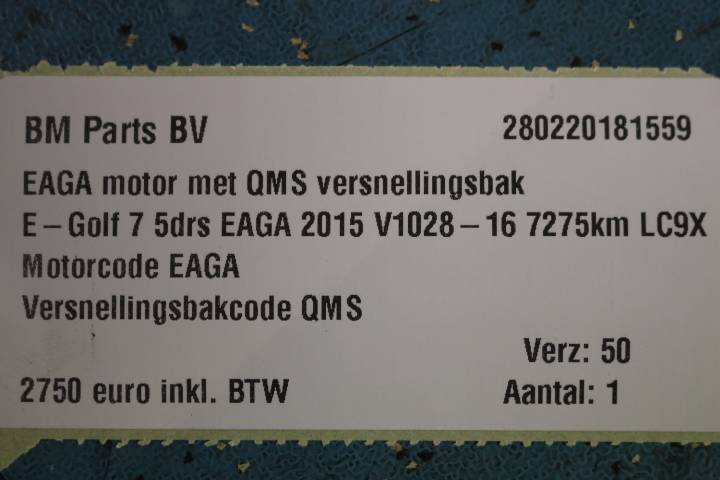 BM Parts BV 280220181559
EAGA motor met QMS versnellingsbak
E-Golf 7 5drs EAGA 2015 V1028-16 7275km LC9X
Motorcode EAGA
Versnellingsbakcode QMS
Verz: 50
2750 euro inkl. BTW Aantal: 1